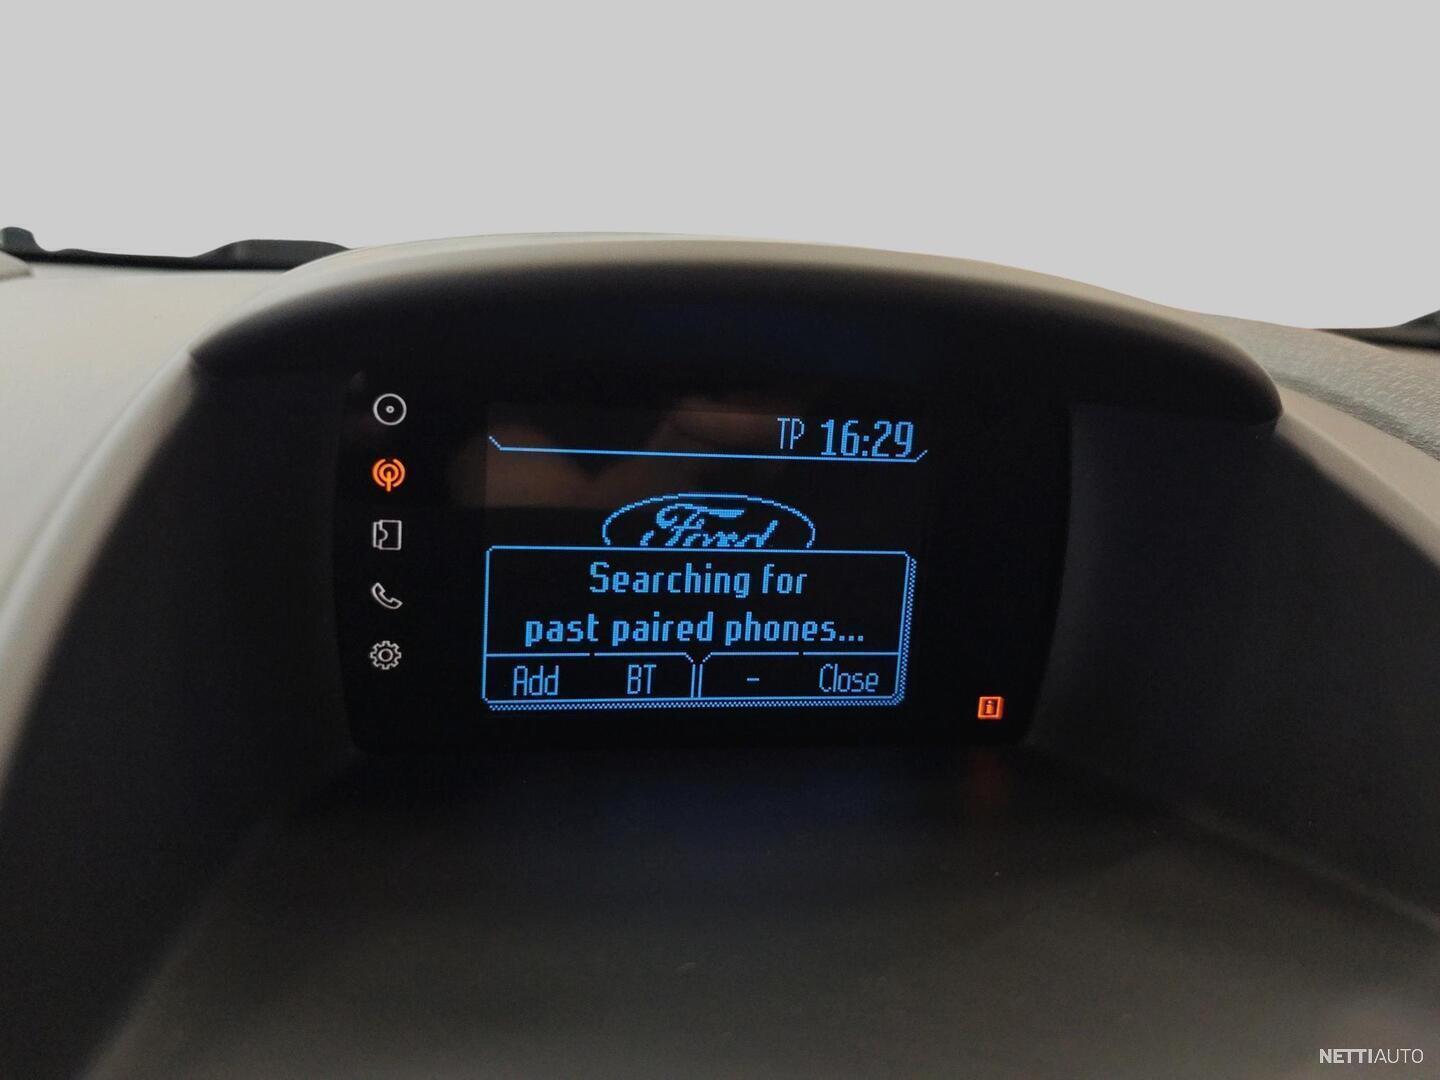 TP 16:29
Ford
Searching for
past paired phones...
Add BT - Close
i
NETTIAUTO